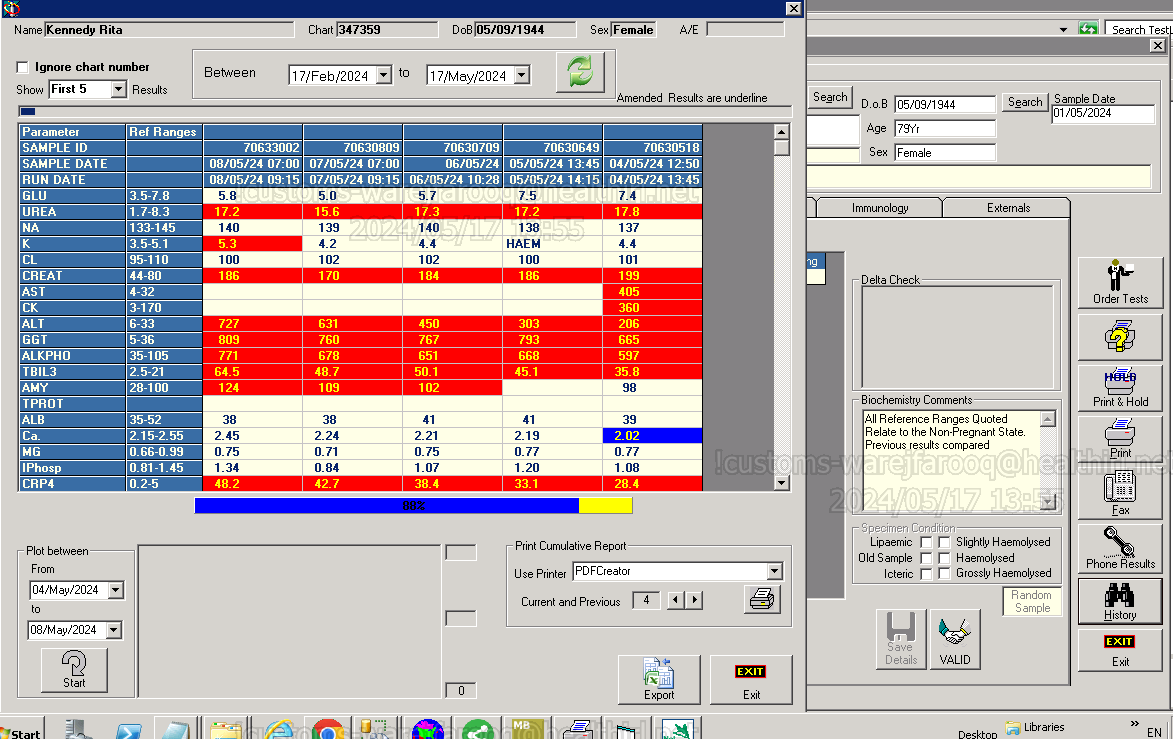 Name Kennedy Rita Chart 347359 DoB 05/09/1944 Sex Female A/E
Ignore chart number
Show First 5 Results
Between 17/Feb/2024 to 17/May/2024
Amended Results are underline
Parameter Ref Ranges
SAMPLE ID 70633002 70630809 70630709 70630649 70630518
SAMPLE DATE 08/05/24 07:00 07/05/24 07:00 06/05/24 05/05/24 13:45 04/05/24 12:50
RUN DATE 08/05/24 09:15 07/05/24 09:15 06/05/24 10:28 05/05/24 14:15 04/05/24 13:45
GLU 3.5-7.8 5.8 5.0 5.7 7.5 7.4
UREA 1.7-8.3 17.2 15.6 17.3 17.2 17.8
NA 133-145 140 139 140 138 137
K 3.5-5.1 5.3 4.2 4.4 HAEM 4.4
CL 95-110 100 102 102 100 101
CREAT 44-80 186 170 184 186 199
AST 4-32 405
CK 3-170 360
ALT 6-33 727 631 450 303 206
GGT 5-36 809 760 767 793 665
ALKPHO 35-105 771 678 651 668 597
TBIL3 2.5-21 64.5 48.7 50.1 45.1 35.8
AMY 28-100 124 109 102 98
TPROT
ALB 35-52 38 38 41 41 39
Ca. 2.15-2.55 2.45 2.24 2.21 2.19 2.02
MG 0.66-0.99 0.75 0.71 0.75 0.77 0.77
IPhosp 0.81-1.45 1.34 0.84 1.07 1.20 1.08
CRP4 0.2-5 48.2 42.7 38.4 33.1 28.4
2024/05/17 13:55
88%
Plot between
From
04/May/2024
to
08/May/2024
Start
0
Print Cumulative Report
Use Printer PDFCreator
Current and Previous 4
Export
EXIT
Exit
Search Test
Search D.o.B 05/09/1944 Search Sample Date
01/05/2024
Age 79Yr
Sex Female
Immunology Externals
ng
Delta Check
Biochemistry Comments
All Reference Ranges Quoted
Relate to the Non-Pregnant State.
Previous results compared
!customs-warejfarooq@healthirl.net
2024/05/17 13:55
Specimen Condition
Lipaemic Slightly Haemolysed
Old Sample Haemolysed
Icteric Grossly Haemolysed
Random
Sample
Save
Details
VALID
Order Tests
HOLD
Print & Hold
Print
Fax
Phone Results
History
EXIT
Exit
Start
MB
Desktop
Libraries
»
EN